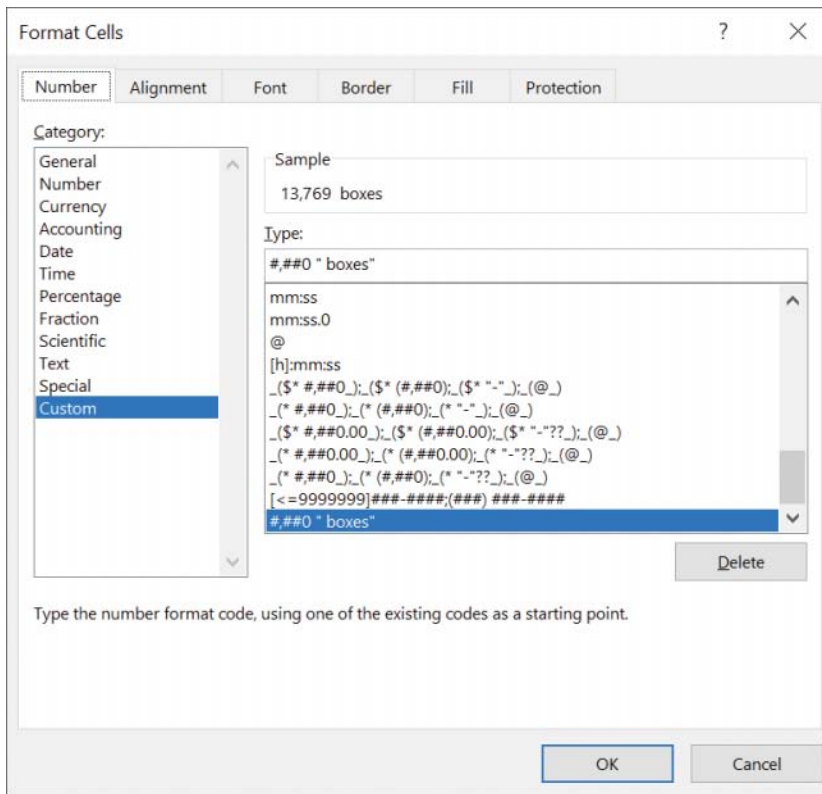 Format Cells
?
Number Alignment Font Border Fill Protection
Category:
General
Number
Currency
Accounting
Date
Time
Percentage
Fraction
Scientific
Text
Special
Custom
Sample
13,769  boxes
Type:
#,##0 " boxes"
mm:ss
mm:ss.0
@
[h]:mm:ss
_($* #,##0_);_($* (#,##0);_($* "-"_);_(@_)
_(* #,##0_);_(* (#,##0);_(* "-"_);_(@_)
_($* #,##0.00_);_($* (#,##0.00);_($* "-"??_);_(@_)
_(* #,##0.00_);_(* (#,##0.00);_(* "-"??_);_(@_)
_(* #,##0_);_(* (#,##0);_(* "-"??_);_(@_)
[<=9999999]###-####;(###) ###-####
#,##0 " boxes"
Delete
Type the number format code, using one of the existing codes as a starting point.
OK Cancel